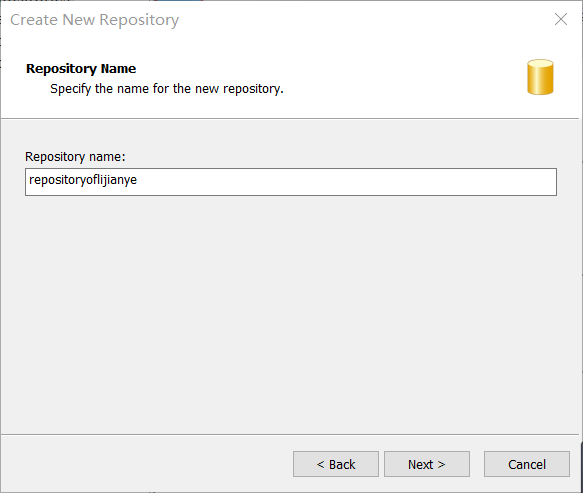 Create New Repository
Repository Name
Specify the name for the new repository.
Repository name:
repositoryoflijianye
< Back
Next >
Cancel